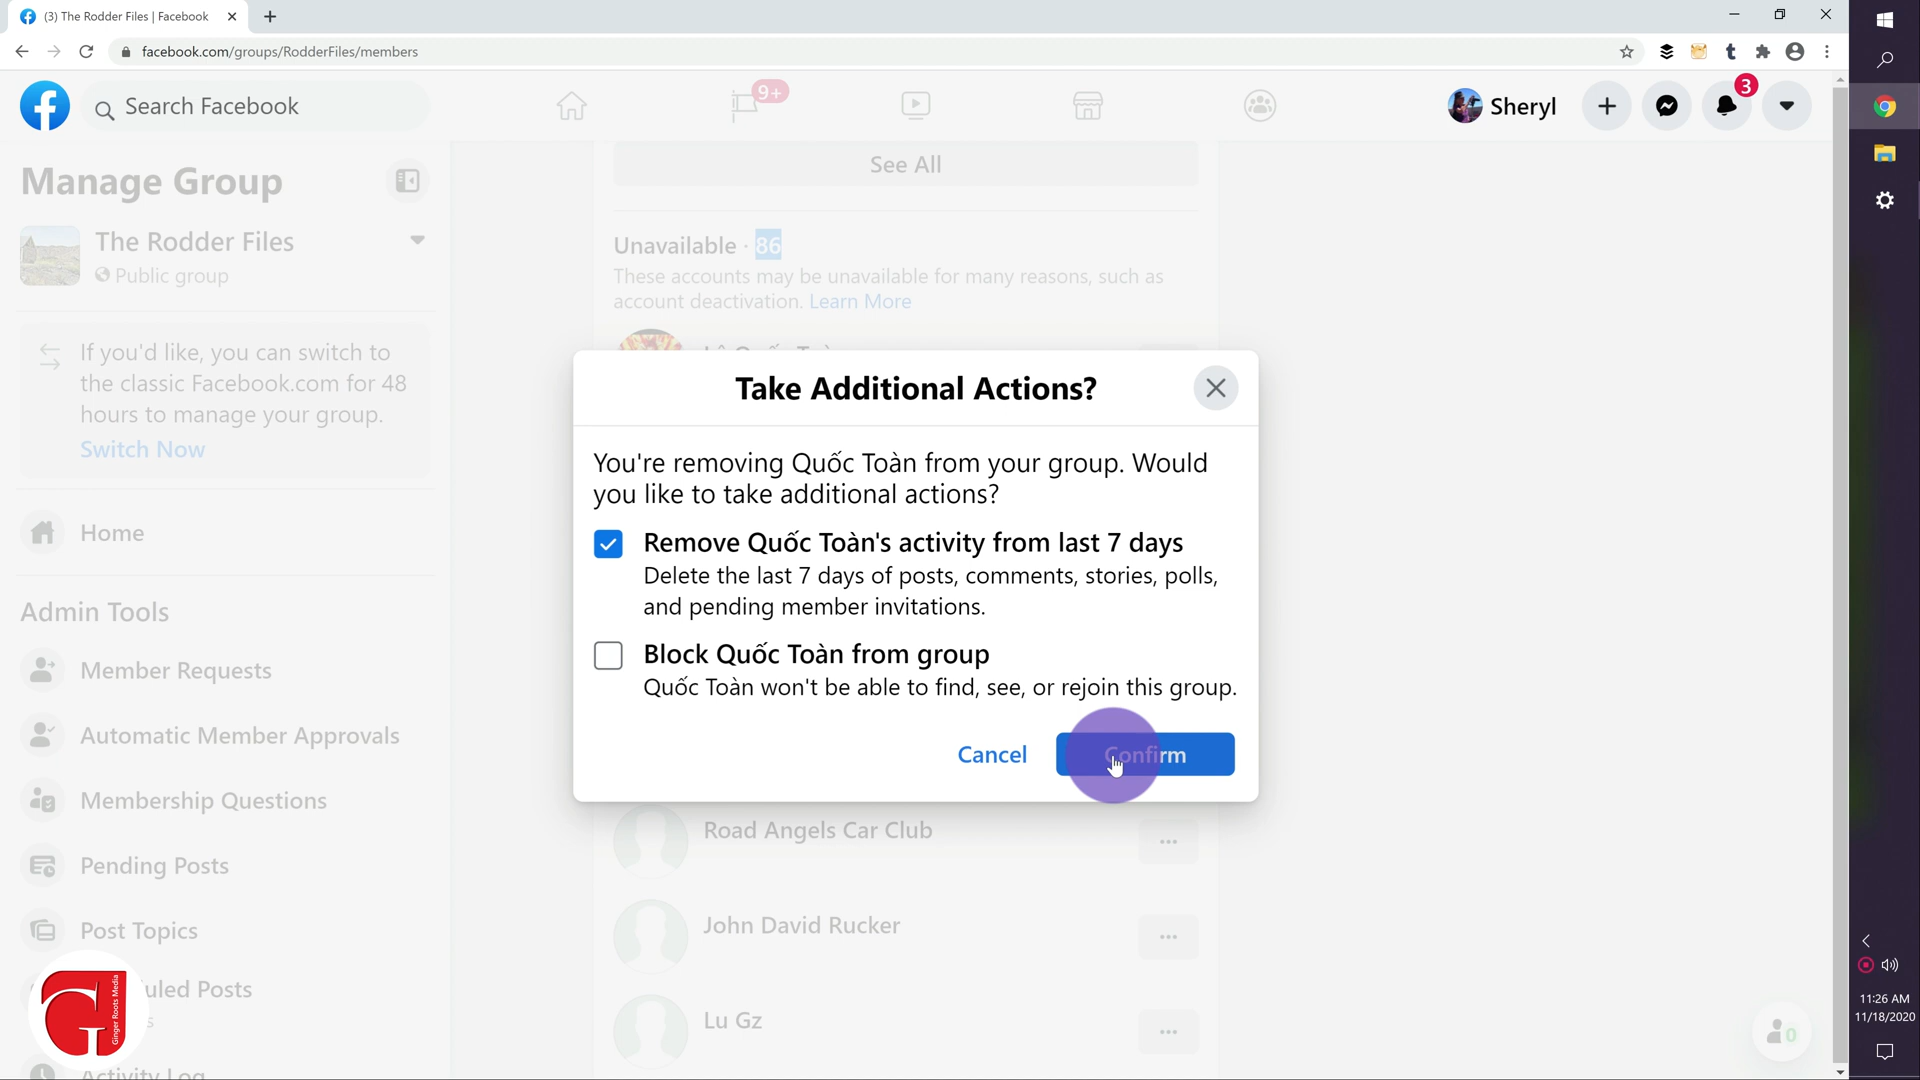 (3) The Rodder Files | Facebook
facebook.com/groups/RodderFiles/members
Search Facebook
9+
Sheryl
3
Manage Group
The Rodder Files
Public group
If you'd like, you can switch to
the classic Facebook.com for 48
hours to manage your group.
Switch Now
Home
Admin Tools
Member Requests
Automatic Member Approvals
Membership Questions
Pending Posts
Post Topics
uled Posts
Activity Log
Ginger Roots Media
See All
Unavailable · 86
These accounts may be unavailable for many reasons, such as
account deactivation. Learn More
Take Additional Actions?
You're removing Quốc Toàn from your group. Would
you like to take additional actions?
Remove Quốc Toàn's activity from last 7 days
Delete the last 7 days of posts, comments, stories, polls,
and pending member invitations.
Block Quốc Toàn from group
Quốc Toàn won't be able to find, see, or rejoin this group.
Cancel
Confirm
Road Angels Car Club
John David Rucker
Lu Gz
0
11:26 AM
11/18/2020